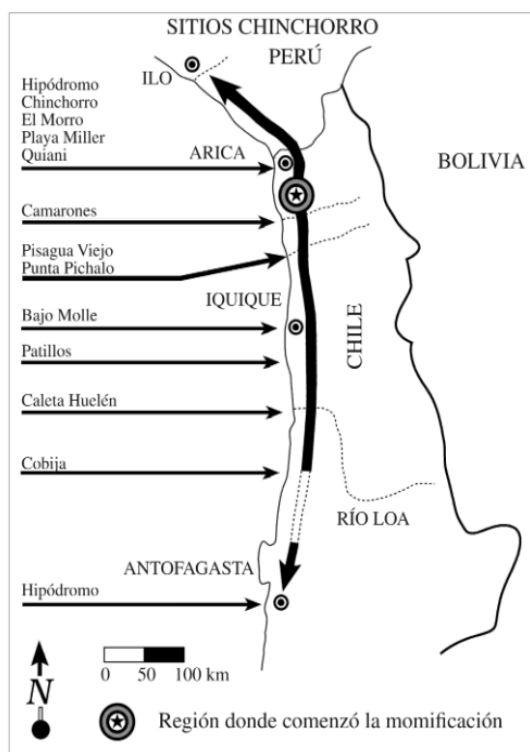 SITIOS CHINCHORRO
PERÚ
ILO
Hipódromo
Chinchorro
El Morro
Playa Miller
Quiani
ARICA
BOLIVIA
Camarones
Pisagua Viejo
Punta Pichalo
IQUIQUE
Bajo Molle
CHILE
Patillos
Caleta Huelén
Cobija
RÍO LOA
ANTOFAGASTA
Hipódromo
0 50 100 km
N
Región donde comenzó la momificación